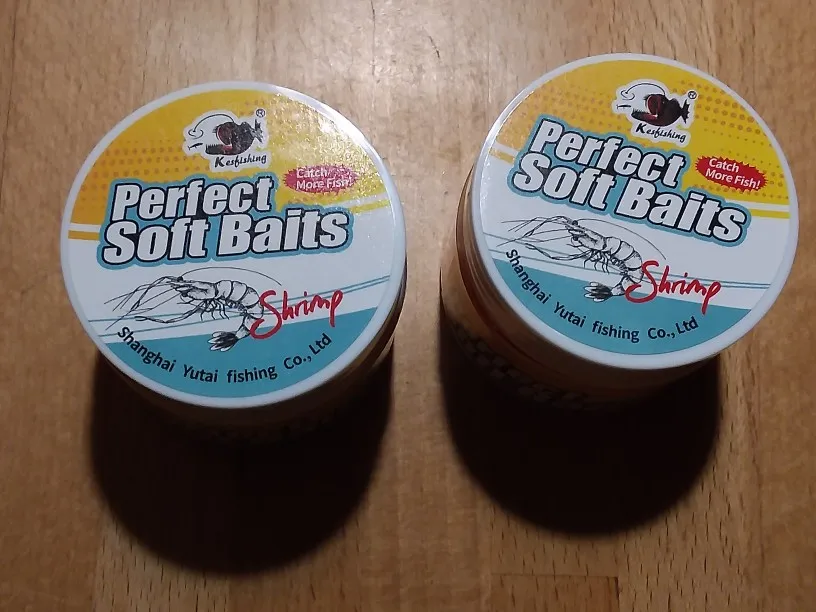 Kesfishing
®
Perfect
Soft Baits
Catch
More Fish!
Shrimp
Shanghai Yutai fishing Co., Ltd
Kesfishing
®
Perfect
Soft Baits
Catch
More Fish!
Shrimp
Shanghai Yutai fishing Co., Ltd